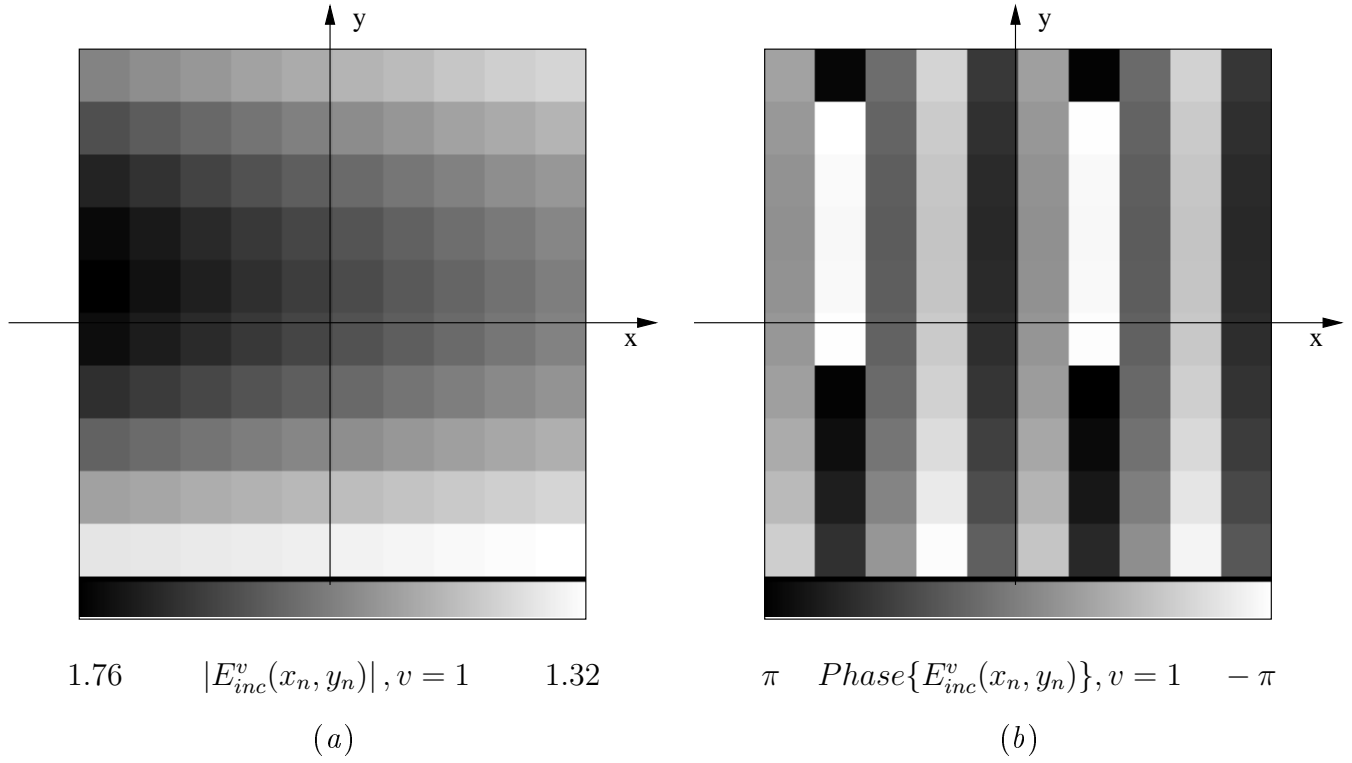 y
x
1.76 |E^v_{inc}(x_n, y_n)|, v = 1 1.32
(a)
y
x
π Phase{E^v_{inc}(x_n, y_n)}, v = 1 − π
(b)